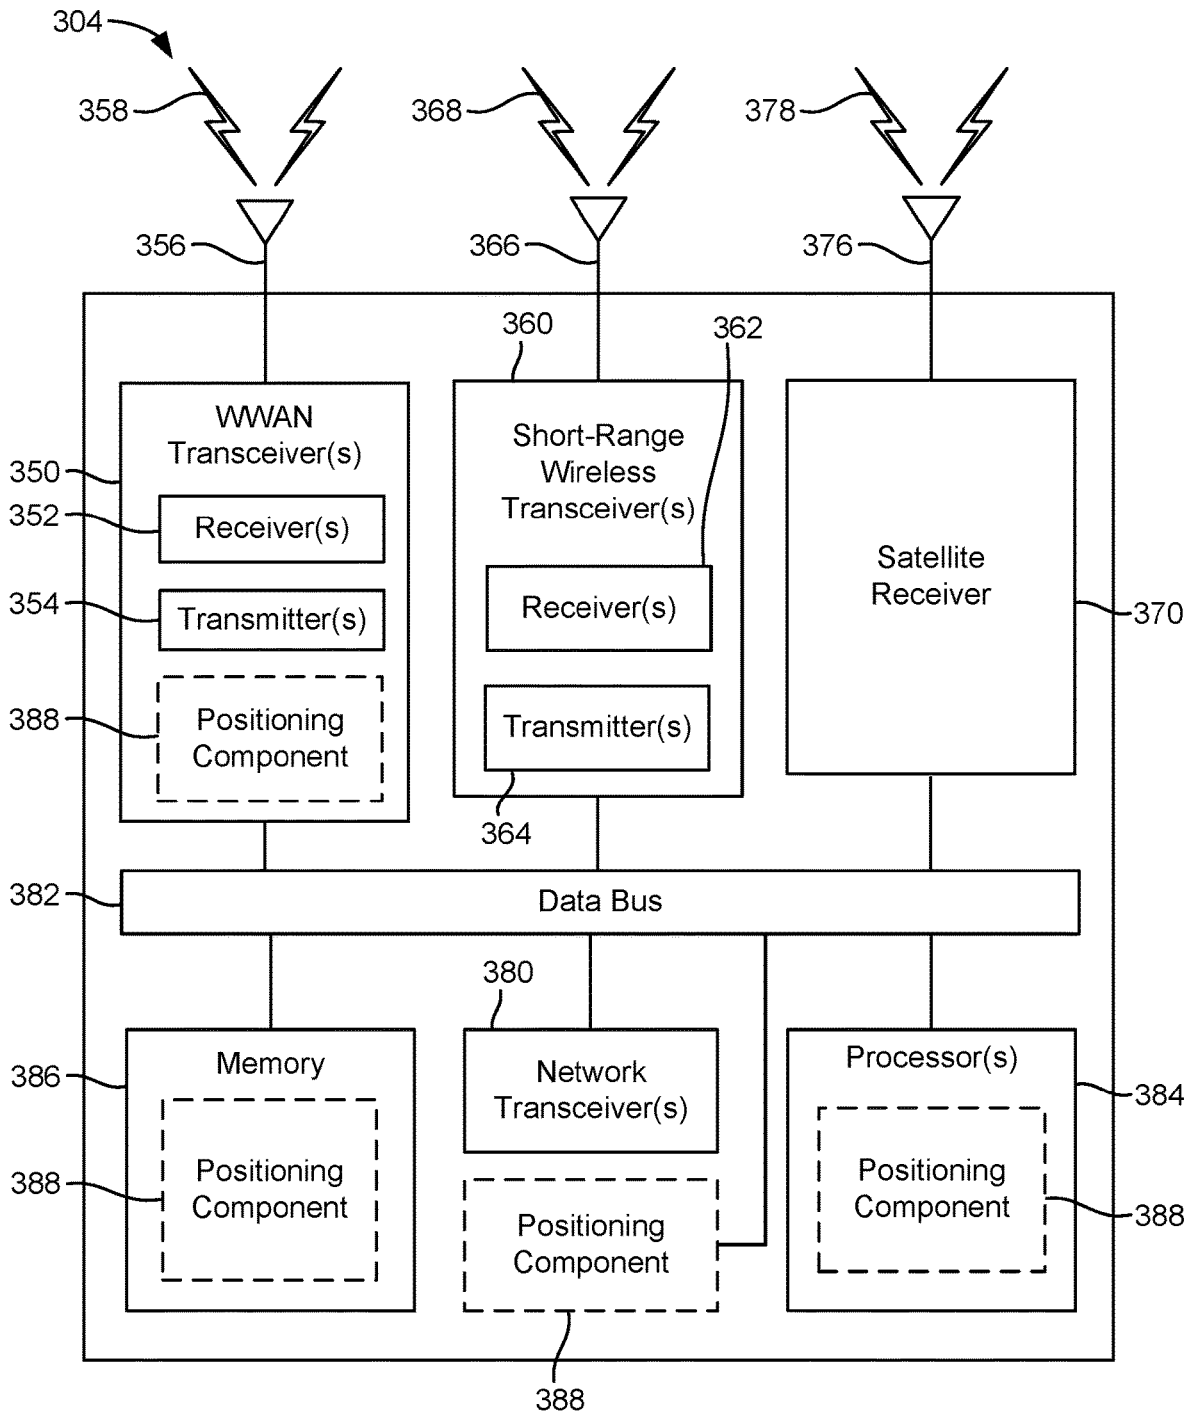 304
358
368
378
356
366
376
360
362
WWAN
Transceiver(s)
350
352
Receiver(s)
354
Transmitter(s)
388
Positioning
Component
Short-Range
Wireless
Transceiver(s)
Receiver(s)
Transmitter(s)
364
Satellite
Receiver
370
382
Data Bus
380
386
Memory
388
Positioning
Component
Network
Transceiver(s)
Positioning
Component
388
Processor(s)
384
Positioning
Component
388